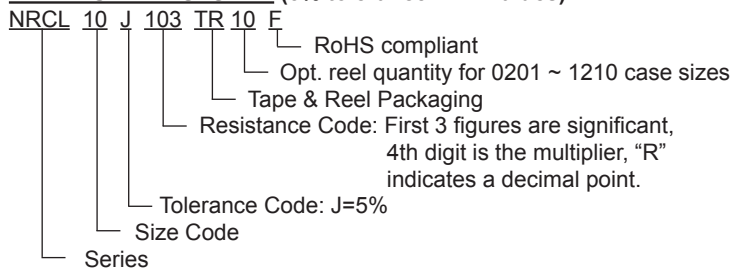 NRCL 10 J 103 TR 10 F
RoHS compliant
Opt. reel quantity for 0201 ~ 1210 case sizes
Tape & Reel Packaging
Resistance Code: First 3 figures are significant,
4th digit is the multiplier, “R”
indicates a decimal point.
Tolerance Code: J=5%
Size Code
Series